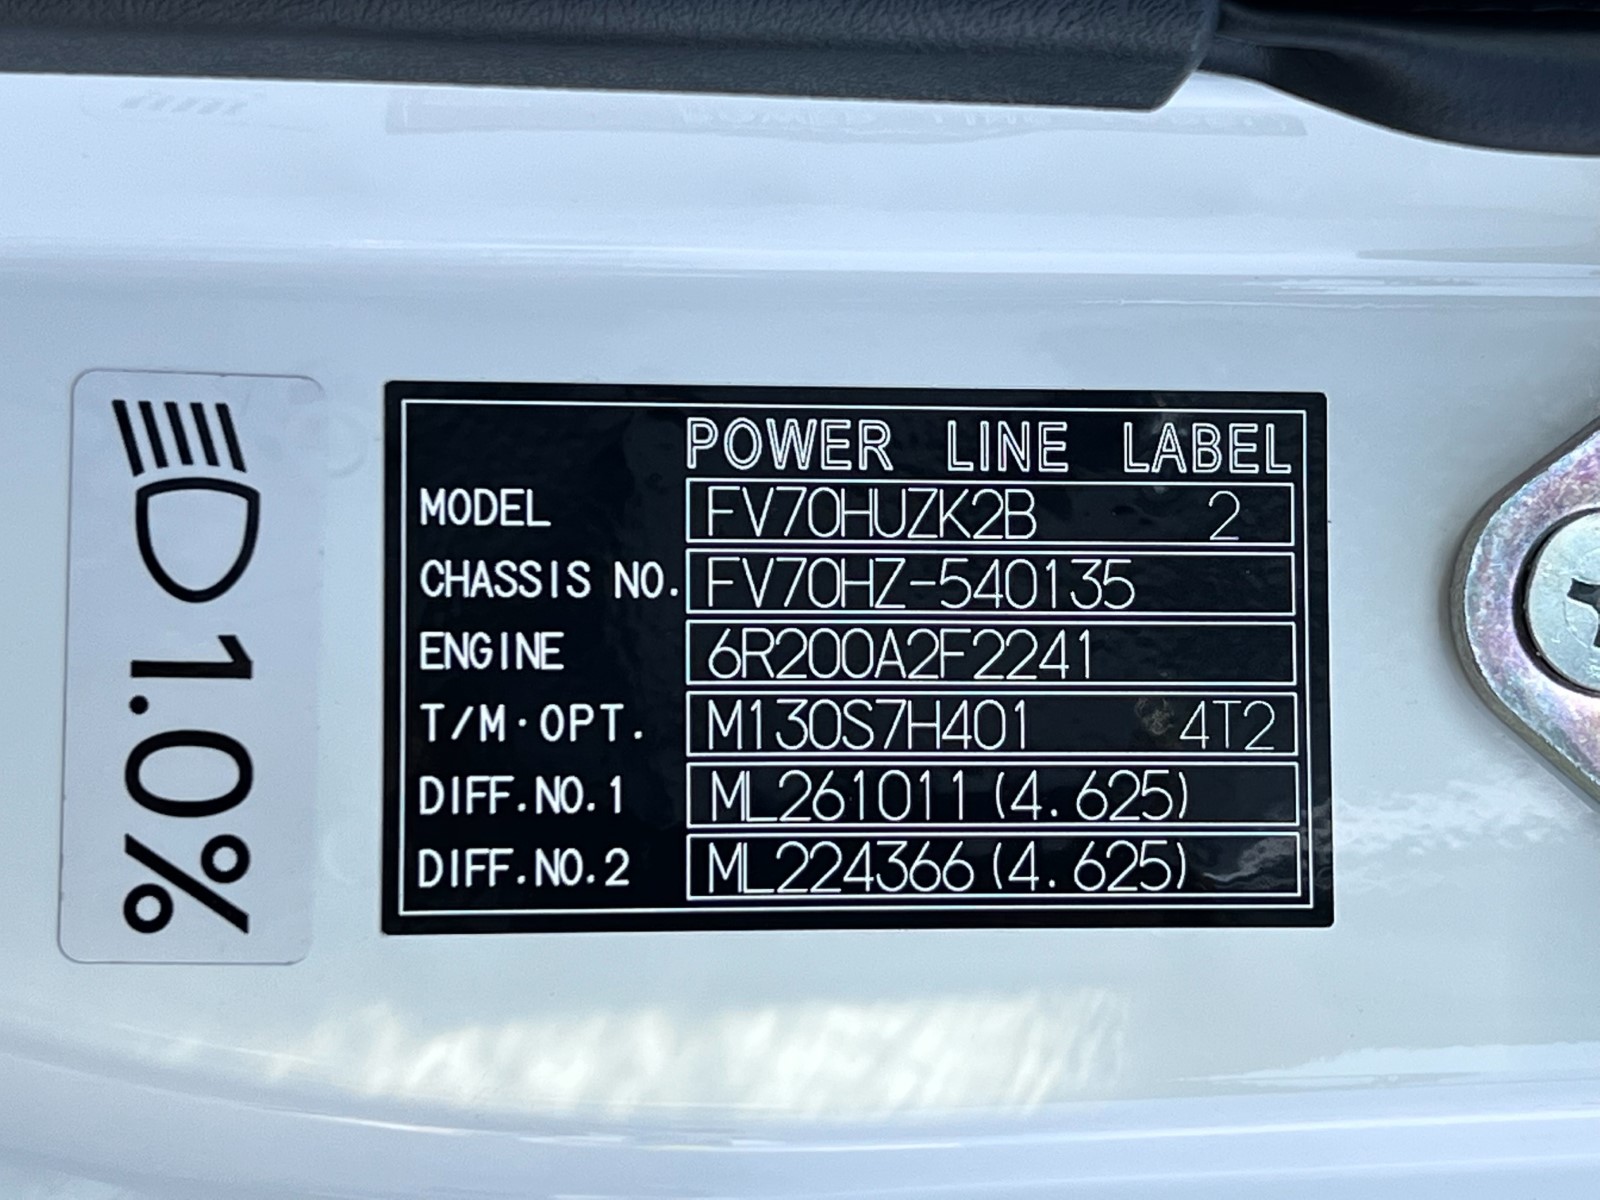 POWER LINE LABEL
MODEL FV70HUZK2B 2
CHASSIS NO. FV70HZ-540135
ENGINE 6R200A2F2241
T/M·OPT. M130S7H401 4T2
DIFF.NO.1 ML261011(4.625)
DIFF.NO.2 ML224366(4.625)
1.0%